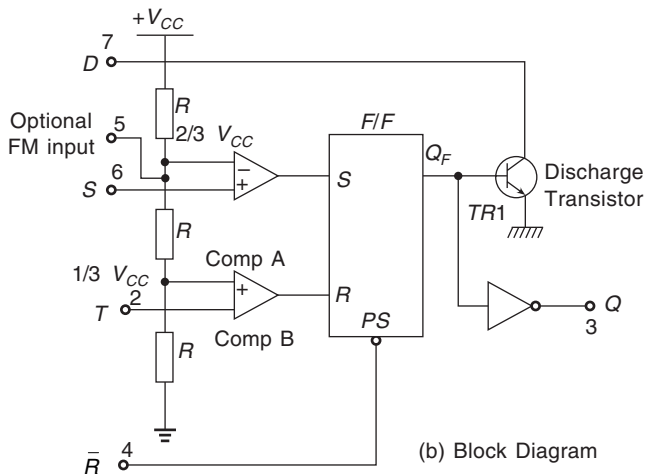 +V_CC
7
D
R
F/F
Optional
FM input
5
2/3 V_CC
Q_F
6
S
−
+
S
Discharge
Transistor
TR1
R
1/3 V_CC
Comp A
2
T
+
R
Q
3
Comp B
PS
R
R̅
4
(b) Block Diagram